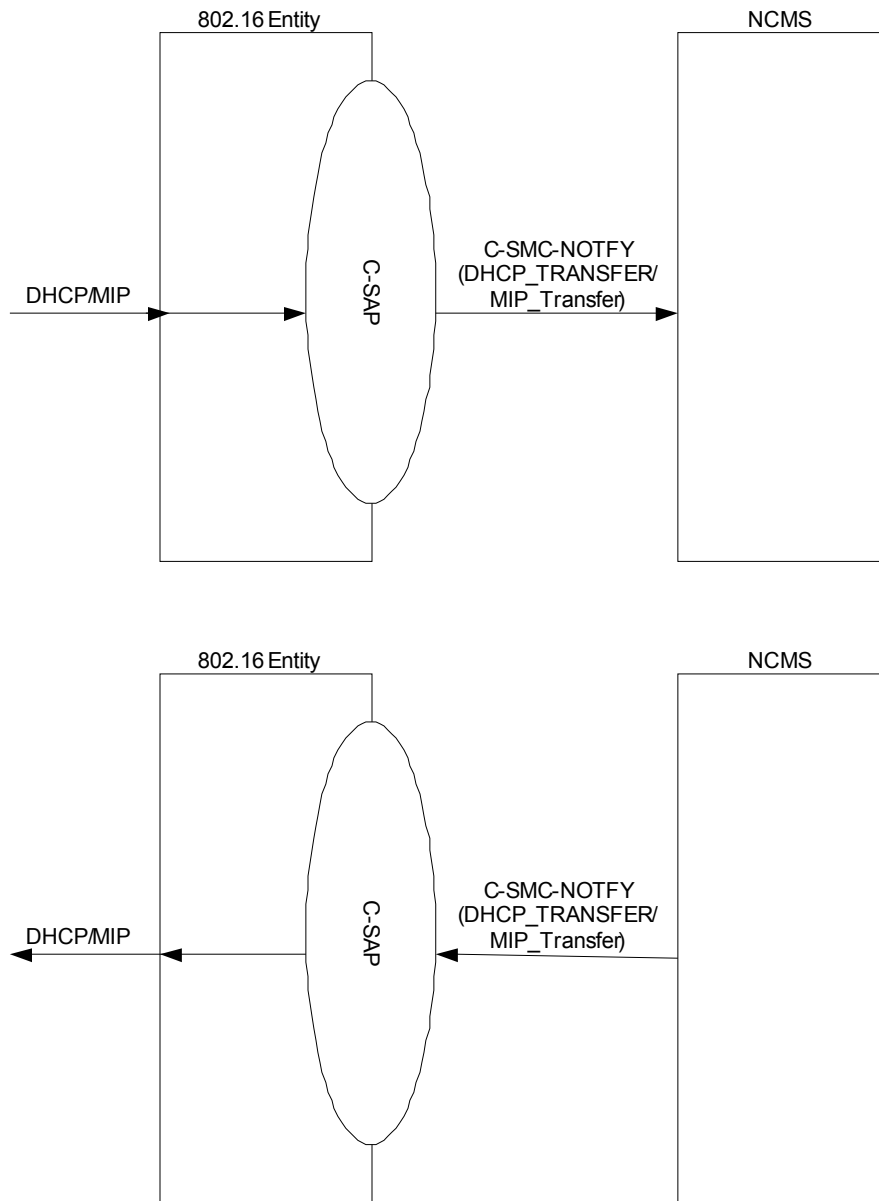 802.16 Entity
NCMS
DHCP/MIP
C-SAP
C-SMC-NOTFY
(DHCP_TRANSFER/
MIP_Transfer)
802.16 Entity
NCMS
DHCP/MIP
C-SAP
C-SMC-NOTFY
(DHCP_TRANSFER/
MIP_Transfer)